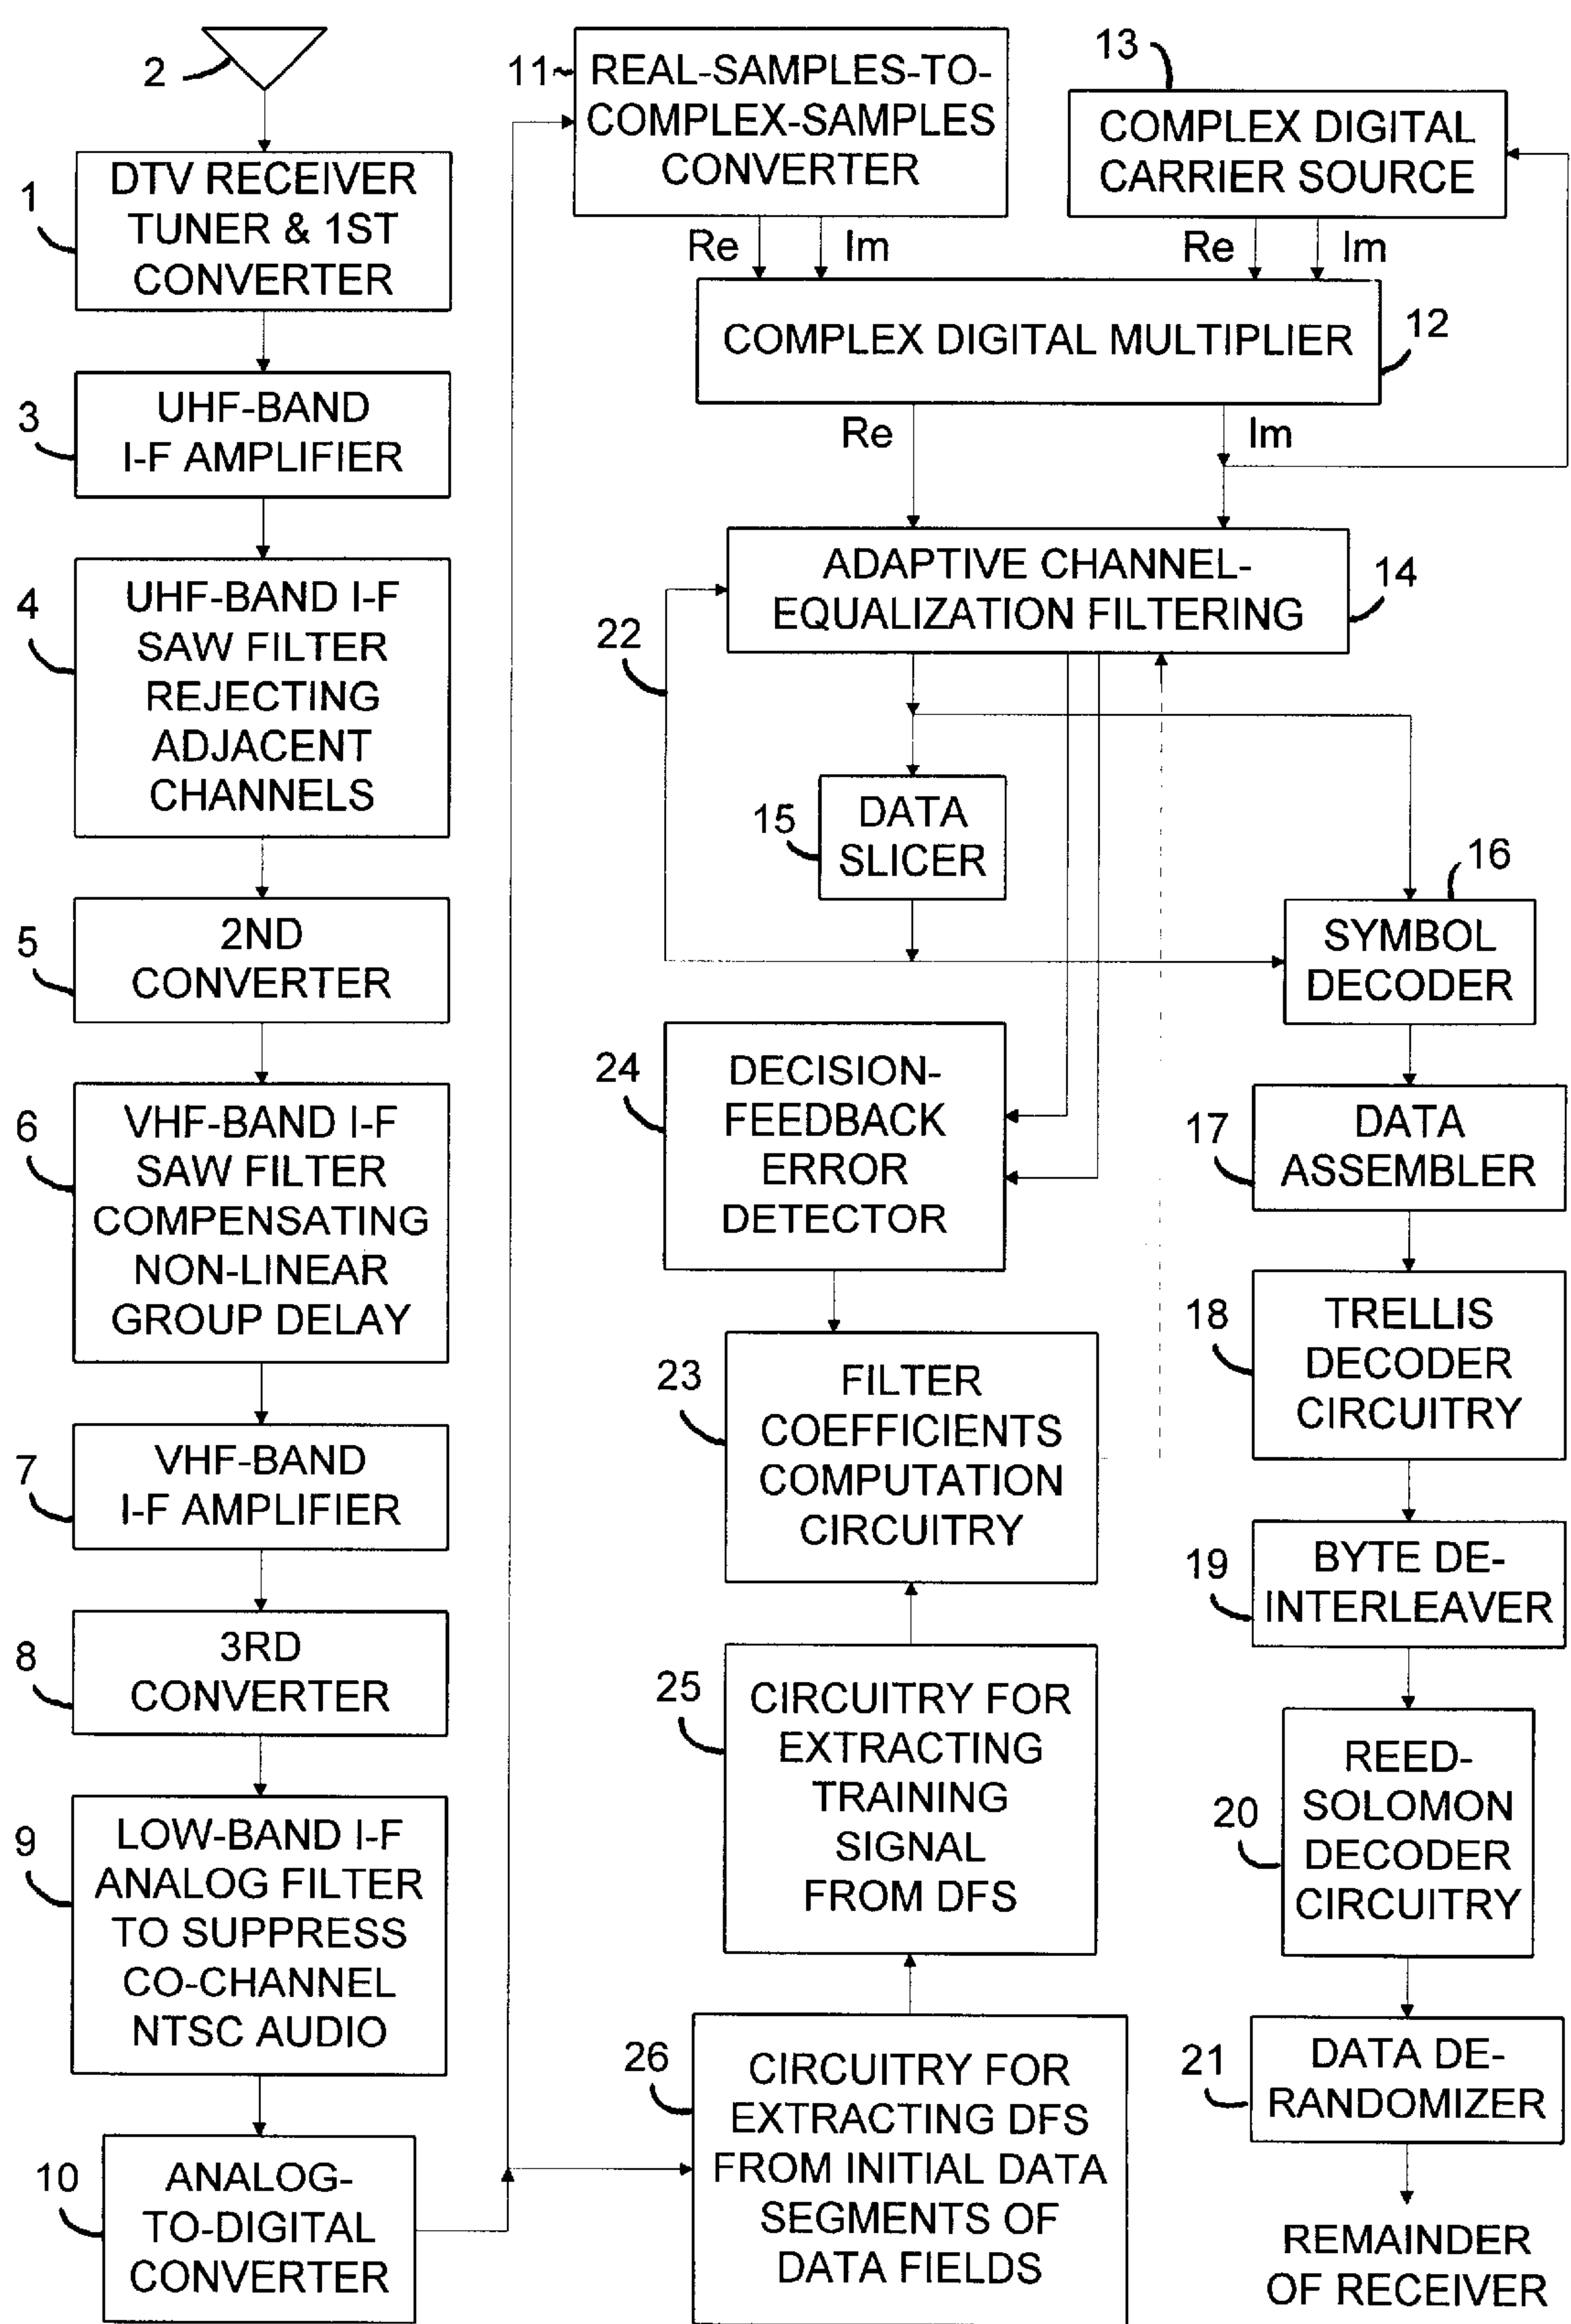 2
1
DTV RECEIVER
TUNER & 1ST
CONVERTER
3
UHF-BAND
I-F AMPLIFIER
4
UHF-BAND I-F
SAW FILTER
REJECTING
ADJACENT
CHANNELS
5
2ND
CONVERTER
6
VHF-BAND I-F
SAW FILTER
COMPENSATING
NON-LINEAR
GROUP DELAY
7
VHF-BAND
I-F AMPLIFIER
8
3RD
CONVERTER
9
LOW-BAND I-F
ANALOG FILTER
TO SUPPRESS
CO-CHANNEL
NTSC AUDIO
10
ANALOG-
TO-DIGITAL
CONVERTER
11
REAL-SAMPLES-TO-
COMPLEX-SAMPLES
CONVERTER
Re
Im
13
COMPLEX DIGITAL
CARRIER SOURCE
Re
Im
COMPLEX DIGITAL MULTIPLIER
12
Re
Im
ADAPTIVE CHANNEL-
EQUALIZATION FILTERING
14
22
15
DATA
SLICER
24
DECISION-
FEEDBACK
ERROR
DETECTOR
23
FILTER
COEFFICIENTS
COMPUTATION
CIRCUITRY
25
CIRCUITRY FOR
EXTRACTING
TRAINING
SIGNAL
FROM DFS
26
CIRCUITRY FOR
EXTRACTING DFS
FROM INITIAL DATA
SEGMENTS OF
DATA FIELDS
16
SYMBOL
DECODER
17
DATA
ASSEMBLER
18
TRELLIS
DECODER
CIRCUITRY
19
BYTE DE-
INTERLEAVER
20
REED-
SOLOMON
DECODER
CIRCUITRY
21
DATA DE-
RANDOMIZER
REMAINDER
OF RECEIVER